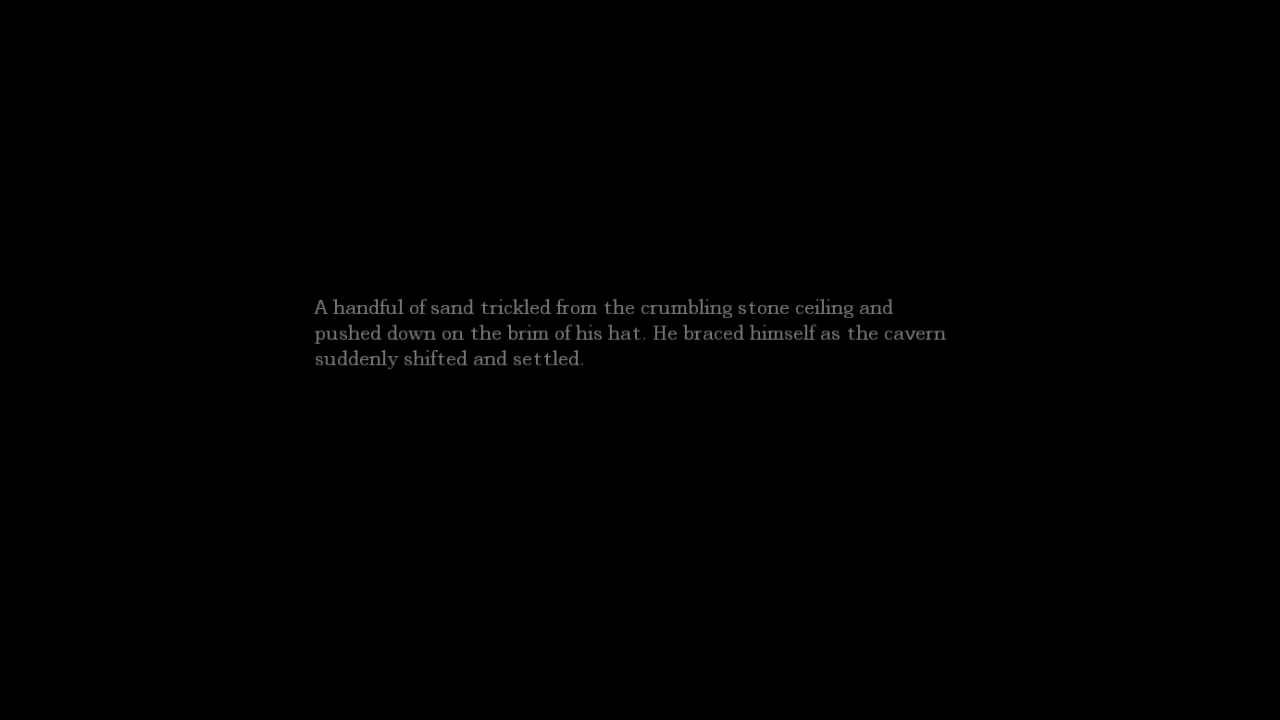 A handful of sand trickled from the crumbling stone ceiling and
pushed down on the brim of his hat. He braced himself as the cavern
suddenly shifted and settled.